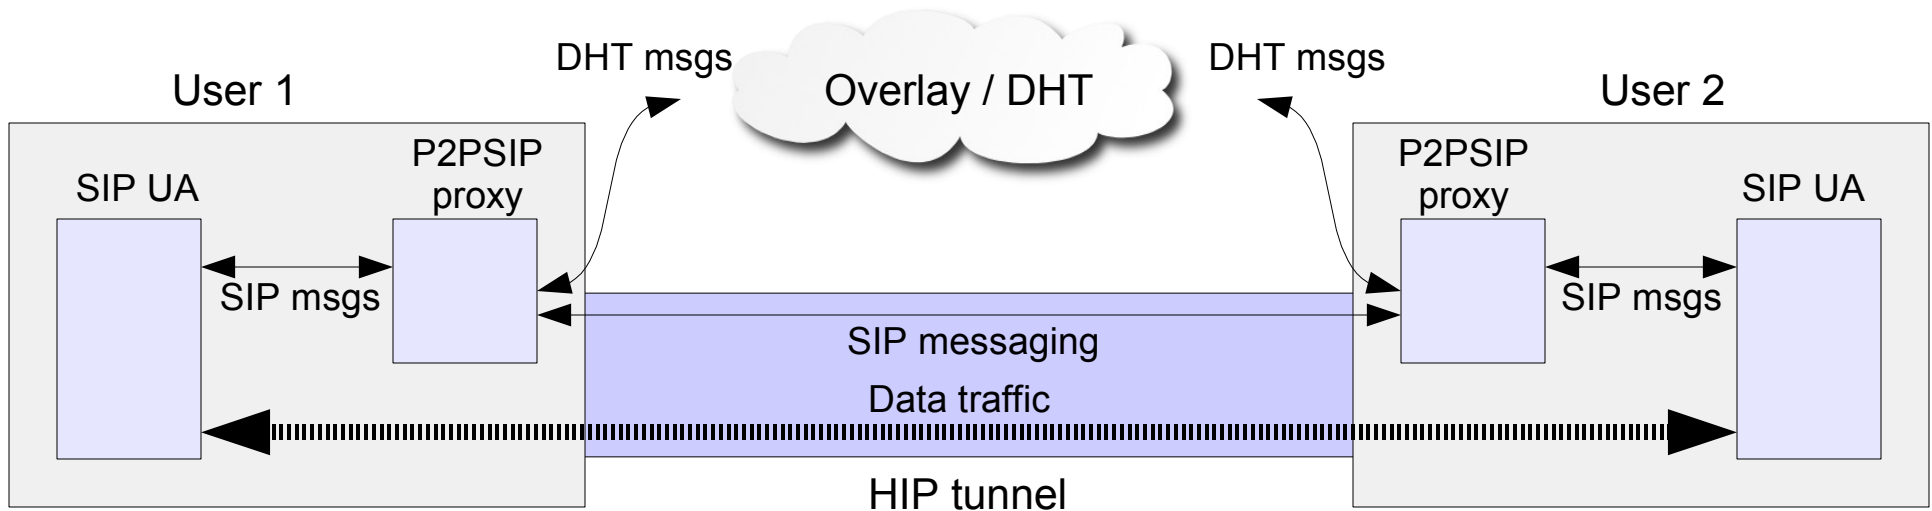 DHT msgs
Overlay / DHT
DHT msgs
User 1
User 2
P2PSIP
proxy
SIP UA
SIP msgs
P2PSIP
proxy
SIP UA
SIP msgs
SIP messaging
Data traffic
HIP tunnel